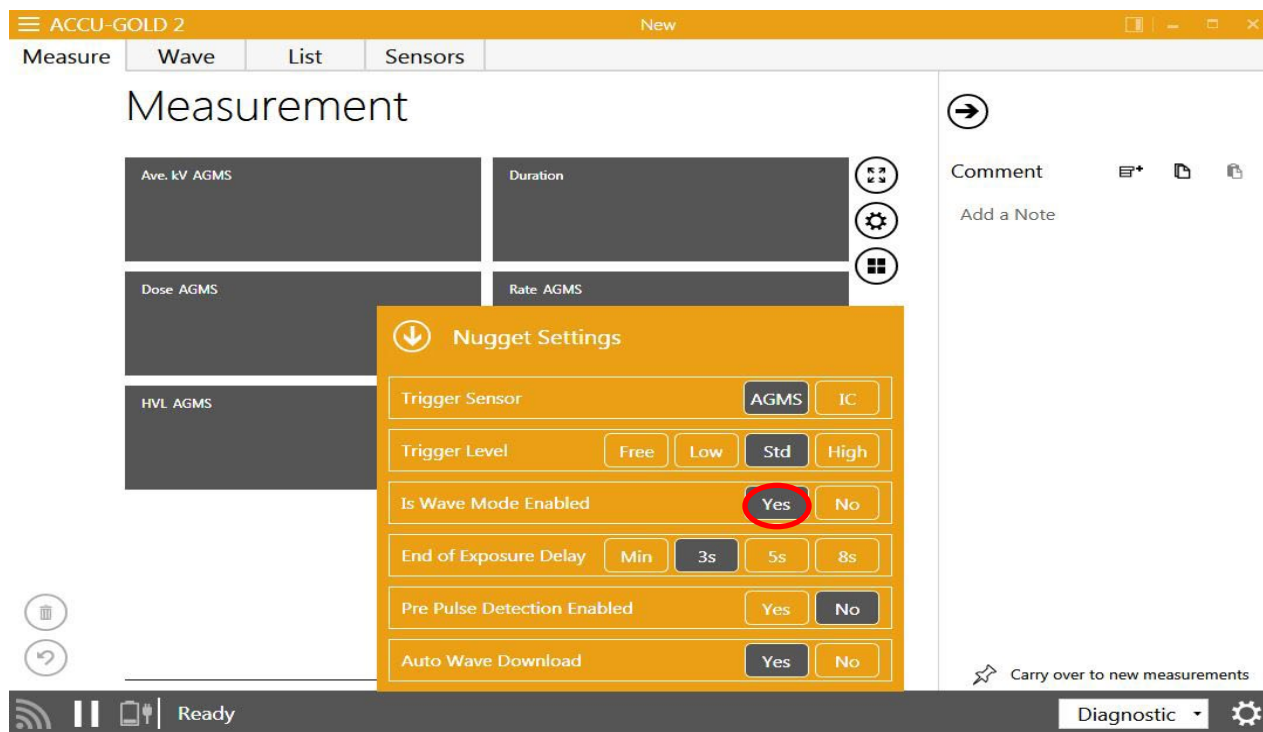 ACCU-GOLD 2
New
Measure Wave List Sensors
Measurement
Ave. kV AGMS
Duration
Dose AGMS
Rate AGMS
HVL AGMS
Nugget Settings
Trigger Sensor AGMS IC
Trigger Level Free Low Std High
Is Wave Mode Enabled Yes No
End of Exposure Delay Min 3s 5s 8s
Pre Pulse Detection Enabled Yes No
Auto Wave Download Yes No
Comment
Add a Note
Carry over to new measurements
Ready
Diagnostic